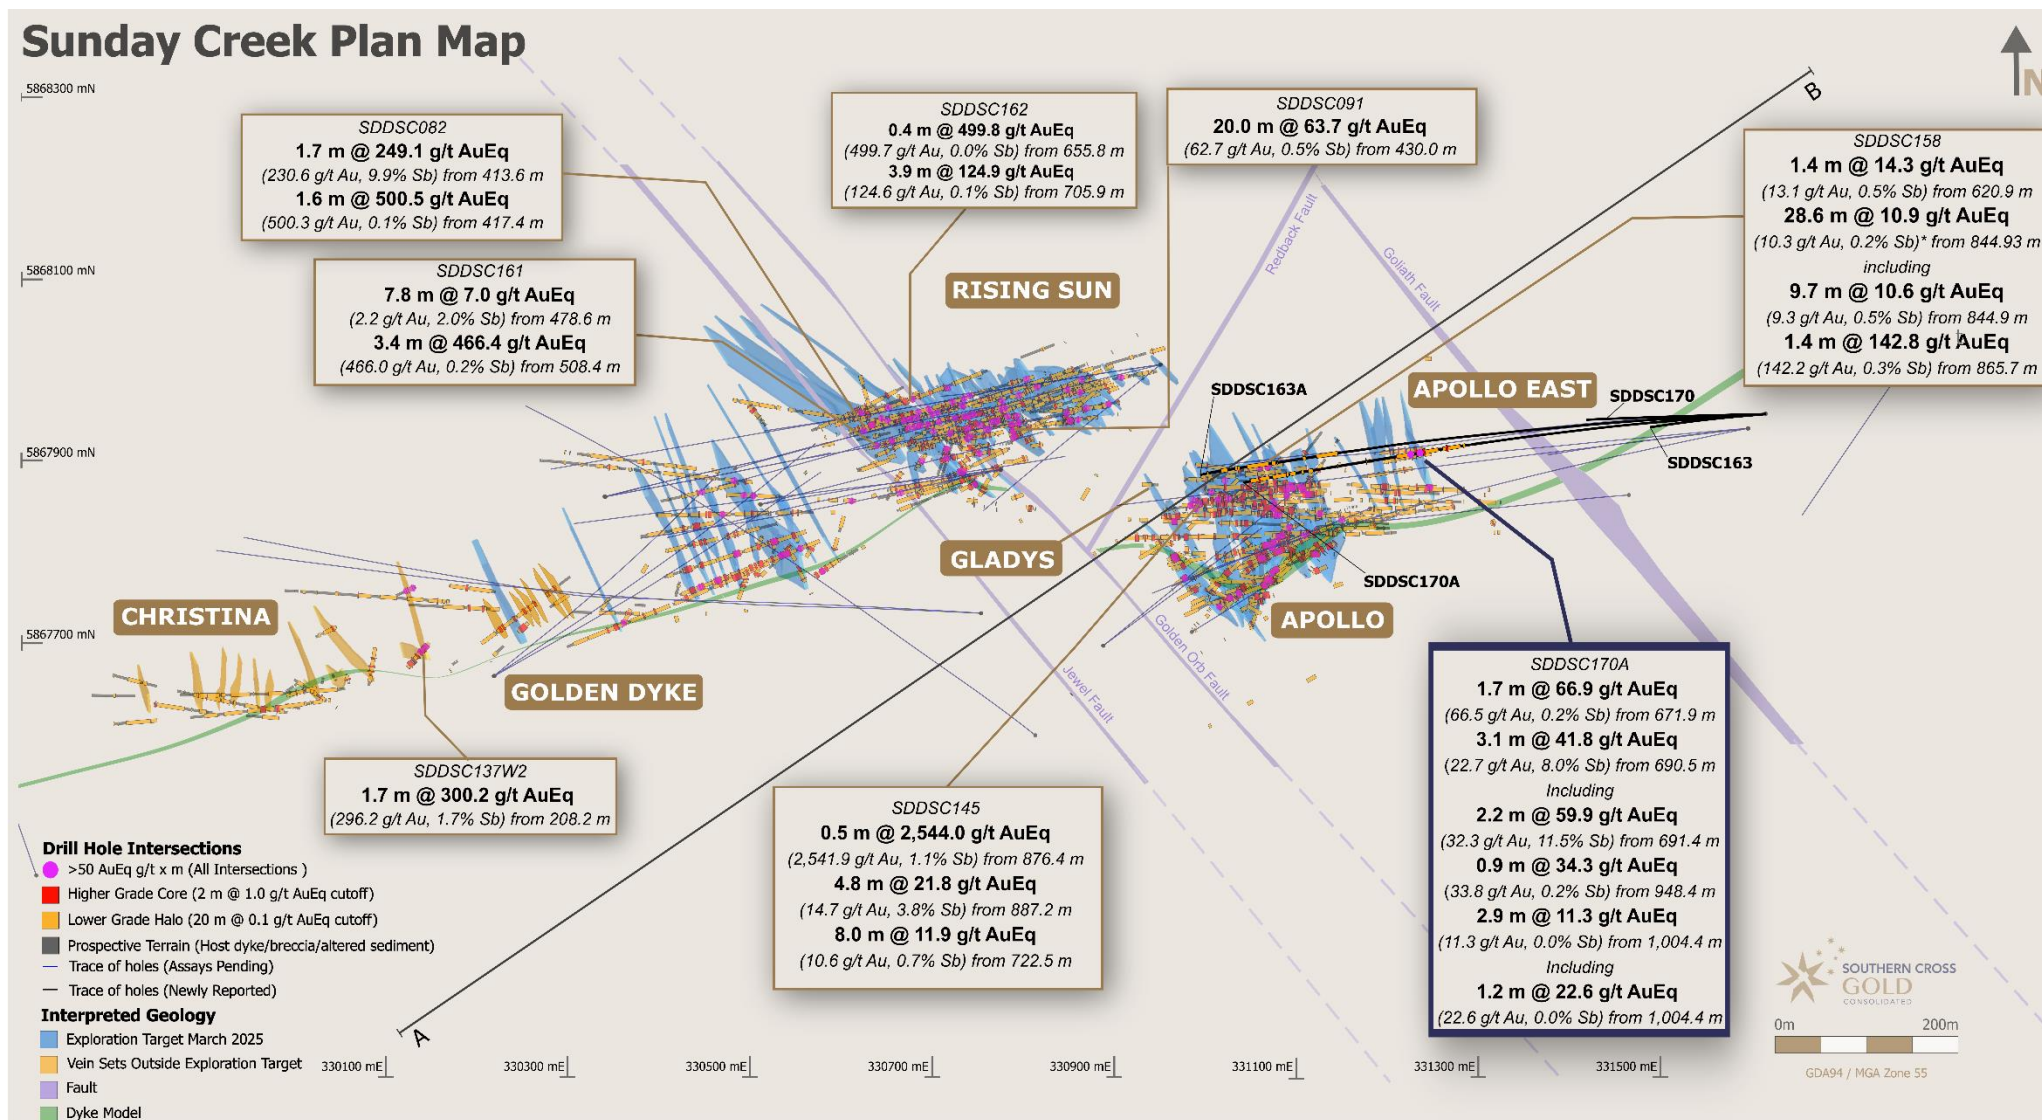 Sunday Creek Plan Map
N
5868300 mN
5868100 mN
5867900 mN
5867700 mN
SDDSC082
1.7 m @ 249.1 g/t AuEq
(230.6 g/t Au, 9.9% Sb) from 413.6 m
1.6 m @ 500.5 g/t AuEq
(500.3 g/t Au, 0.1% Sb) from 417.4 m
SDDSC161
7.8 m @ 7.0 g/t AuEq
(2.2 g/t Au, 2.0% Sb) from 478.6 m
3.4 m @ 466.4 g/t AuEq
(466.0 g/t Au, 0.2% Sb) from 508.4 m
SDDSC162
0.4 m @ 499.8 g/t AuEq
(499.7 g/t Au, 0.0% Sb) from 655.8 m
3.9 m @ 124.9 g/t AuEq
(124.6 g/t Au, 0.1% Sb) from 705.9 m
SDDSC091
20.0 m @ 63.7 g/t AuEq
(62.7 g/t Au, 0.5% Sb) from 430.0 m
B
SDDSC158
1.4 m @ 14.3 g/t AuEq
(13.1 g/t Au, 0.5% Sb) from 620.9 m
28.6 m @ 10.9 g/t AuEq
(10.3 g/t Au, 0.2% Sb)* from 844.93 m
including
9.7 m @ 10.6 g/t AuEq
(9.3 g/t Au, 0.5% Sb) from 844.9 m
1.4 m @ 142.8 g/t AuEq
(142.2 g/t Au, 0.3% Sb) from 865.7 m
Redback Fault
Goliath Fault
RISING SUN
APOLLO EAST
SDDSC163A
SDDSC170
SDDSC163
GLADYS
SDDSC170A
APOLLO
CHRISTINA
GOLDEN DYKE
Jewel Fault
Golden Orb Fault
SDDSC137W2
1.7 m @ 300.2 g/t AuEq
(296.2 g/t Au, 1.7% Sb) from 208.2 m
SDDSC145
0.5 m @ 2,544.0 g/t AuEq
(2,541.9 g/t Au, 1.1% Sb) from 876.4 m
4.8 m @ 21.8 g/t AuEq
(14.7 g/t Au, 3.8% Sb) from 887.2 m
8.0 m @ 11.9 g/t AuEq
(10.6 g/t Au, 0.7% Sb) from 722.5 m
SDDSC170A
1.7 m @ 66.9 g/t AuEq
(66.5 g/t Au, 0.2% Sb) from 671.9 m
3.1 m @ 41.8 g/t AuEq
(22.7 g/t Au, 8.0% Sb) from 690.5 m
Including
2.2 m @ 59.9 g/t AuEq
(32.3 g/t Au, 11.5% Sb) from 691.4 m
0.9 m @ 34.3 g/t AuEq
(33.8 g/t Au, 0.2% Sb) from 948.4 m
2.9 m @ 11.3 g/t AuEq
(11.3 g/t Au, 0.0% Sb) from 1,004.4 m
Including
1.2 m @ 22.6 g/t AuEq
(22.6 g/t Au, 0.0% Sb) from 1,004.4 m
A
Drill Hole Intersections
>50 AuEq g/t x m (All Intersections )
Higher Grade Core (2 m @ 1.0 g/t AuEq cutoff)
Lower Grade Halo (20 m @ 0.1 g/t AuEq cutoff)
Prospective Terrain (Host dyke/breccia/altered sediment)
Trace of holes (Assays Pending)
Trace of holes (Newly Reported)
Interpreted Geology
Exploration Target March 2025
Vein Sets Outside Exploration Target
Fault
Dyke Model
330100 mE
330300 mE
330500 mE
330700 mE
330900 mE
331100 mE
331300 mE
331500 mE
SOUTHERN CROSS
GOLD
CONSOLIDATED
0m 200m
GDA94 / MGA Zone 55